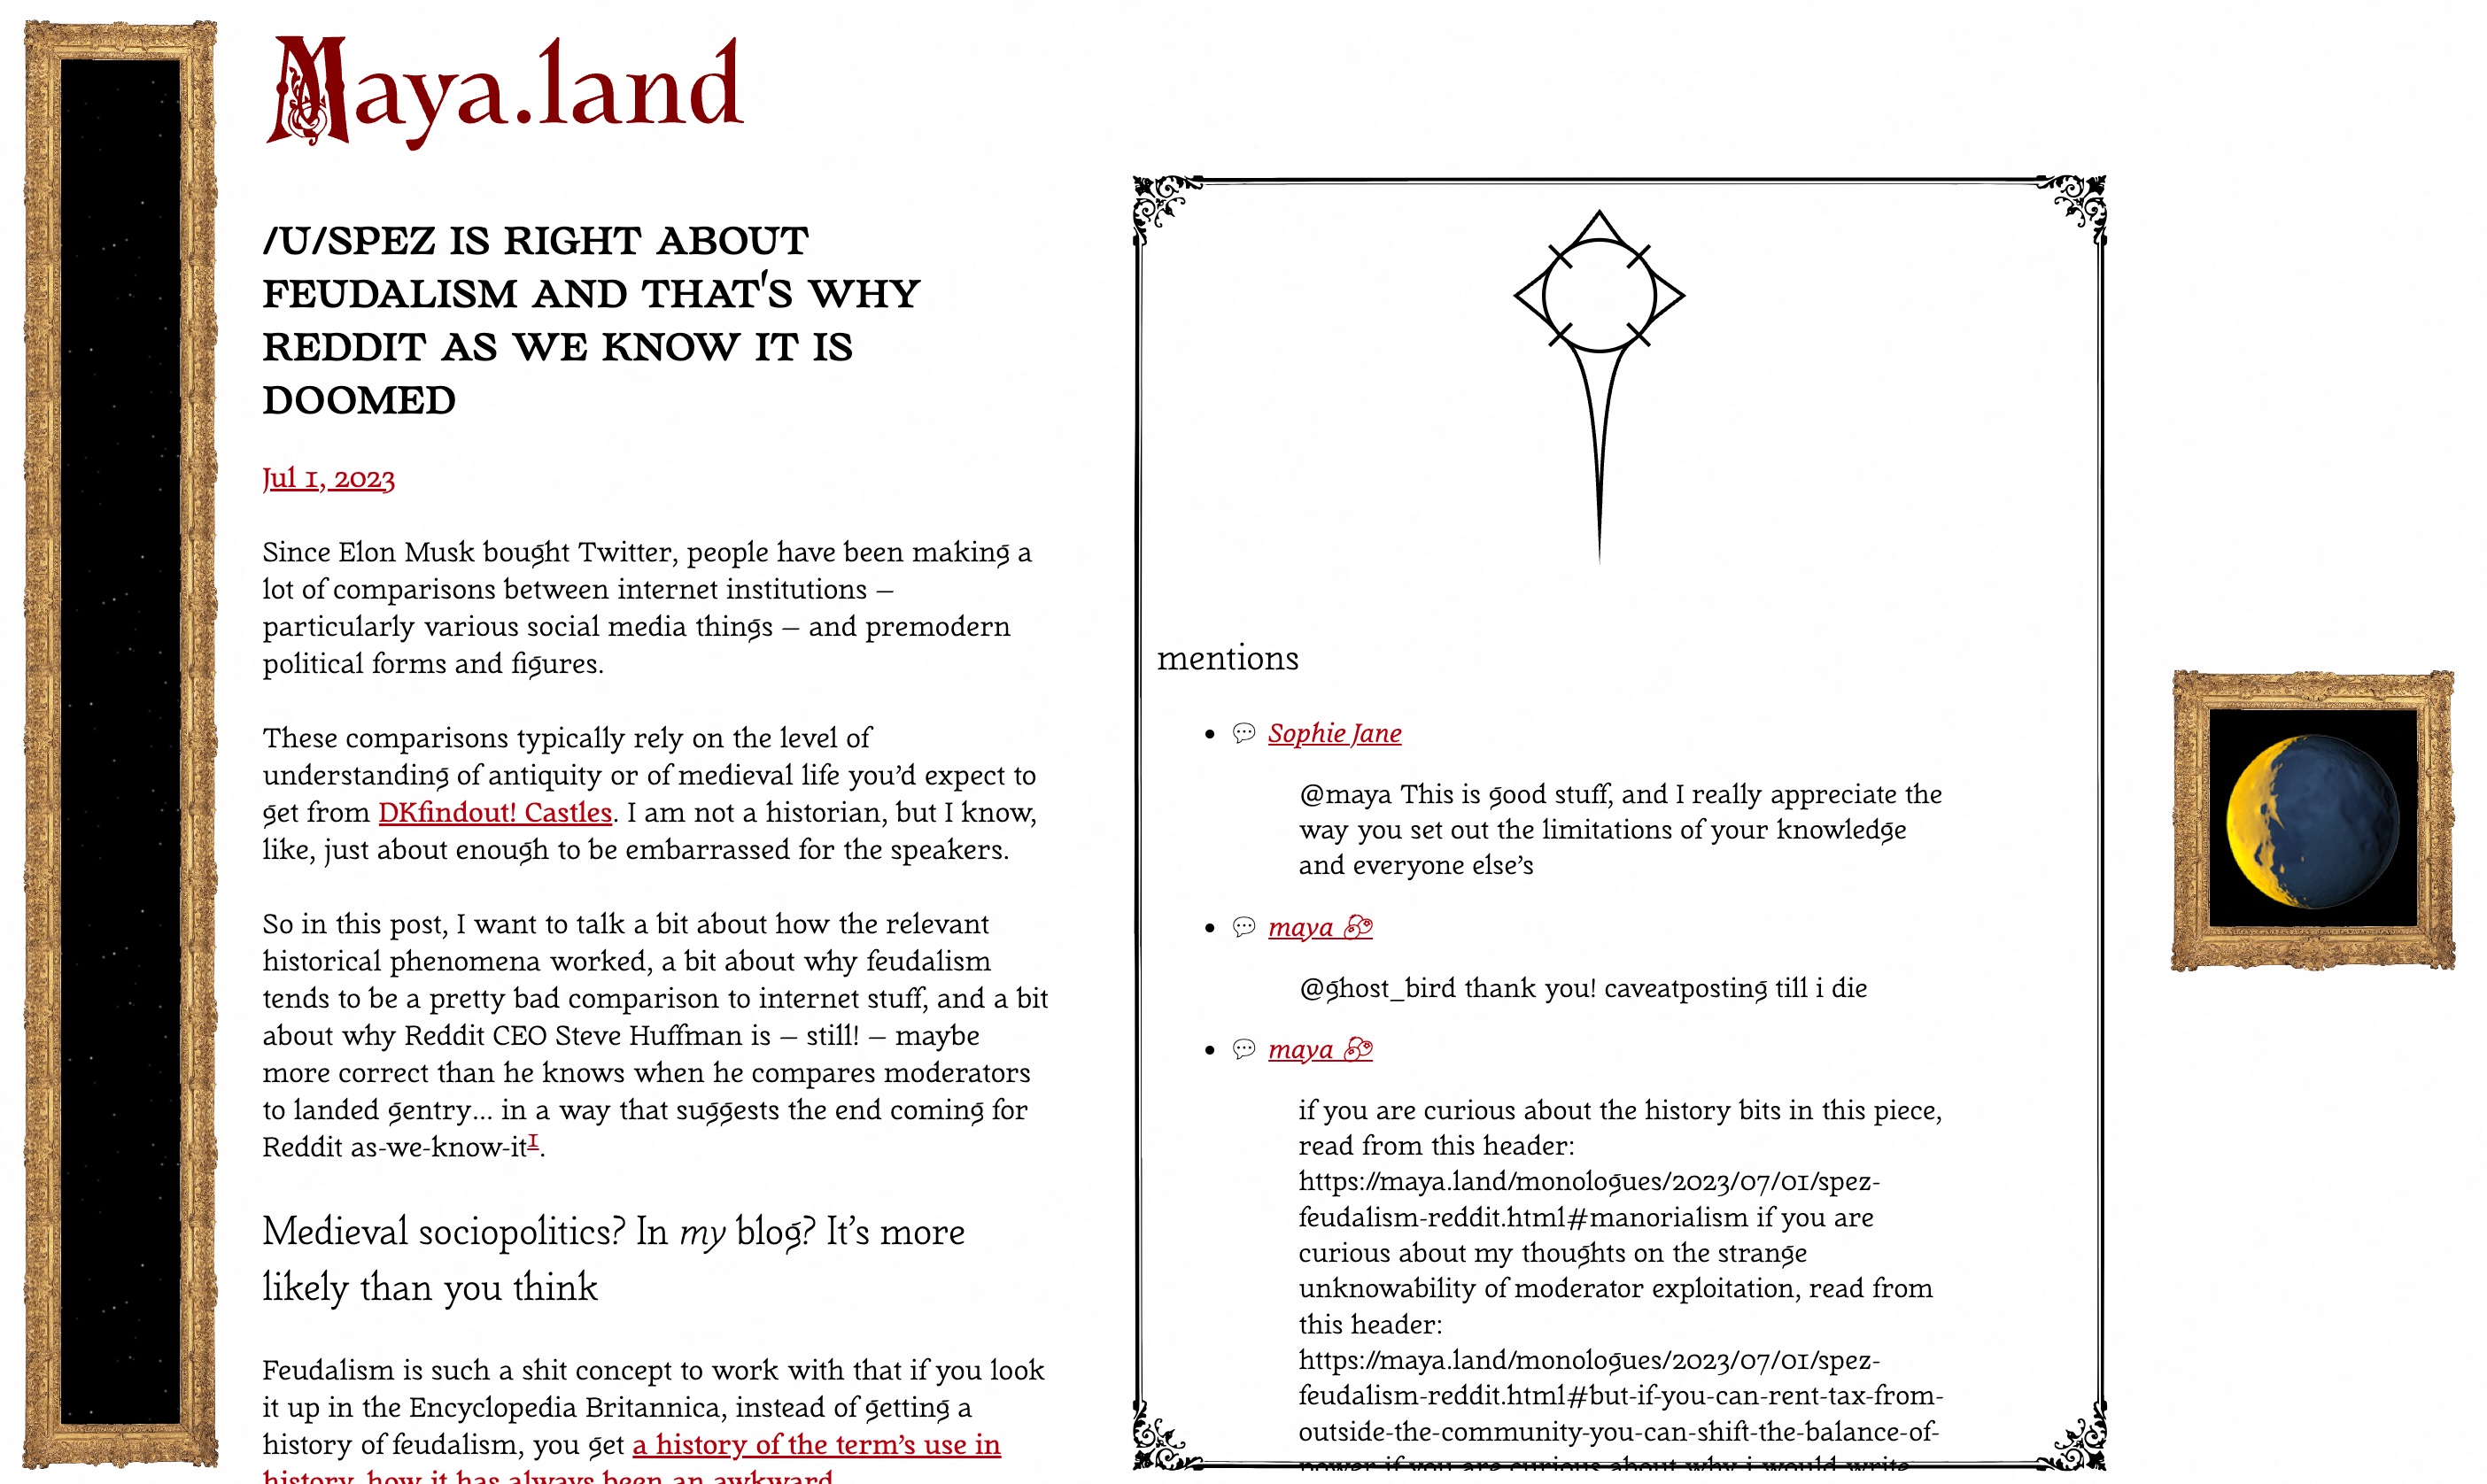 Maya.land
/U/SPEZ IS RIGHT ABOUT
FEUDALISM AND THAT'S WHY
REDDIT AS WE KNOW IT IS
DOOMED
Jul 1, 2023
Since Elon Musk bought Twitter, people have been making a
lot of comparisons between internet institutions –
particularly various social media things – and premodern
political forms and figures.
These comparisons typically rely on the level of
understanding of antiquity or of medieval life you’d expect to
get from DKfindout! Castles. I am not a historian, but I know,
like, just about enough to be embarrassed for the speakers.
So in this post, I want to talk a bit about how the relevant
historical phenomena worked, a bit about why feudalism
tends to be a pretty bad comparison to internet stuff, and a bit
about why Reddit CEO Steve Huffman is – still! – maybe
more correct than he knows when he compares moderators
to landed gentry… in a way that suggests the end coming for
Reddit as-we-know-it1.
Medieval sociopolitics? In my blog? It’s more
likely than you think
Feudalism is such a shit concept to work with that if you look
it up in the Encyclopedia Britannica, instead of getting a
history of feudalism, you get a history of the term’s use in
history, how it has always been an awkward
mentions
Sophie Jane
@maya This is good stuff, and I really appreciate the
way you set out the limitations of your knowledge
and everyone else’s
maya
@ghost_bird thank you! caveatposting till i die
maya
if you are curious about the history bits in this piece,
read from this header:
https://maya.land/monologues/2023/07/01/spez-
feudalism-reddit.html#manorialism if you are
curious about my thoughts on the strange
unknowability of moderator exploitation, read from
this header:
https://maya.land/monologues/2023/07/01/spez-
feudalism-reddit.html#but-if-you-can-rent-tax-from-
outside-the-community-you-can-shift-the-balance-of-
power if you are curious about why i would write